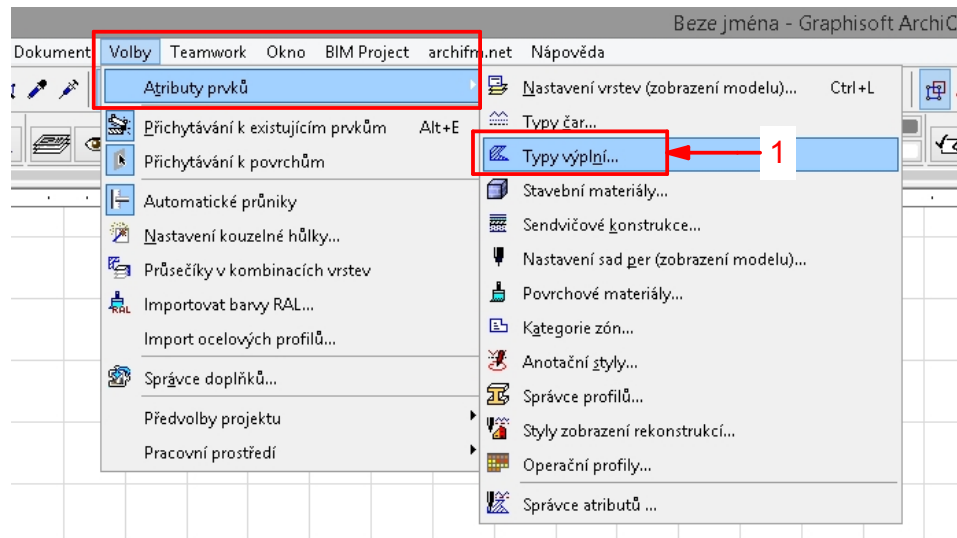 Beze jména - Graphisoft ArchiC
Dokument Volby Teamwork Okno BIM Project archifm.net Nápověda
Atributy prvků
Přichytávání k existujícím prvkům Alt+E
Přichytávání k povrchům
Automatické průniky
Nastavení kouzelné hůlky...
Průsečíky v kombinacích vrstev
RAL Importovat barvy RAL...
Import ocelových profilů...
Správce doplňků...
Předvolby projektu
Pracovní prostředí
Nastavení vrstev (zobrazení modelu)... Ctrl+L
Typy čar...
Typy výplní... 1
Stavební materiály...
Sendvičové konstrukce...
Nastavení sad per (zobrazení modelu)...
Povrchové materiály...
Kategorie zón...
Anotační styly...
Správce profilů...
Styly zobrazení rekonstrukcí...
Operační profily...
Správce atributů ...